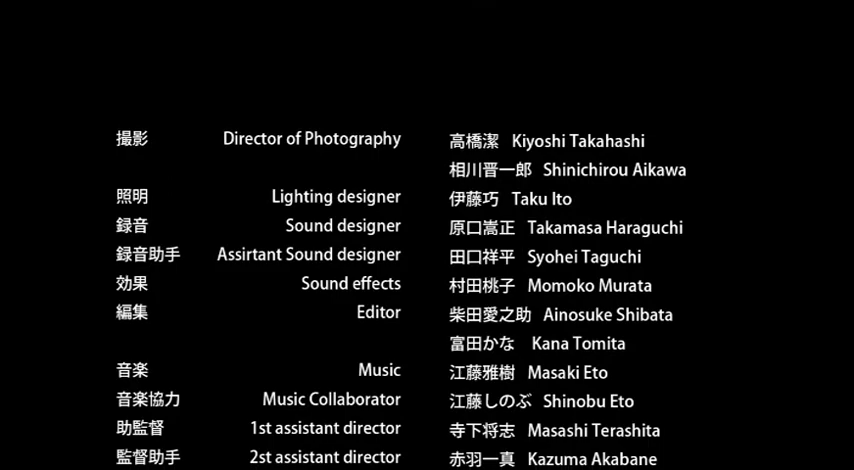 撮影 Director of Photography 高橋潔 Kiyoshi Takahashi
相川晋一郎 Shinichirou Aikawa
照明 Lighting designer 伊藤巧 Taku Ito
録音 Sound designer 原口嵩正 Takamasa Haraguchi
録音助手 Assirtant Sound designer 田口祥平 Syohei Taguchi
効果 Sound effects 村田桃子 Momoko Murata
編集 Editor 柴田愛之助 Ainosuke Shibata
富田かな Kana Tomita
音楽 Music 江藤雅樹 Masaki Eto
音楽協力 Music Collaborator 江藤しのぶ Shinobu Eto
助監督 1st assistant director 寺下将志 Masashi Terashita
監督助手 2st assistant director 赤羽一真 Kazuma Akabane